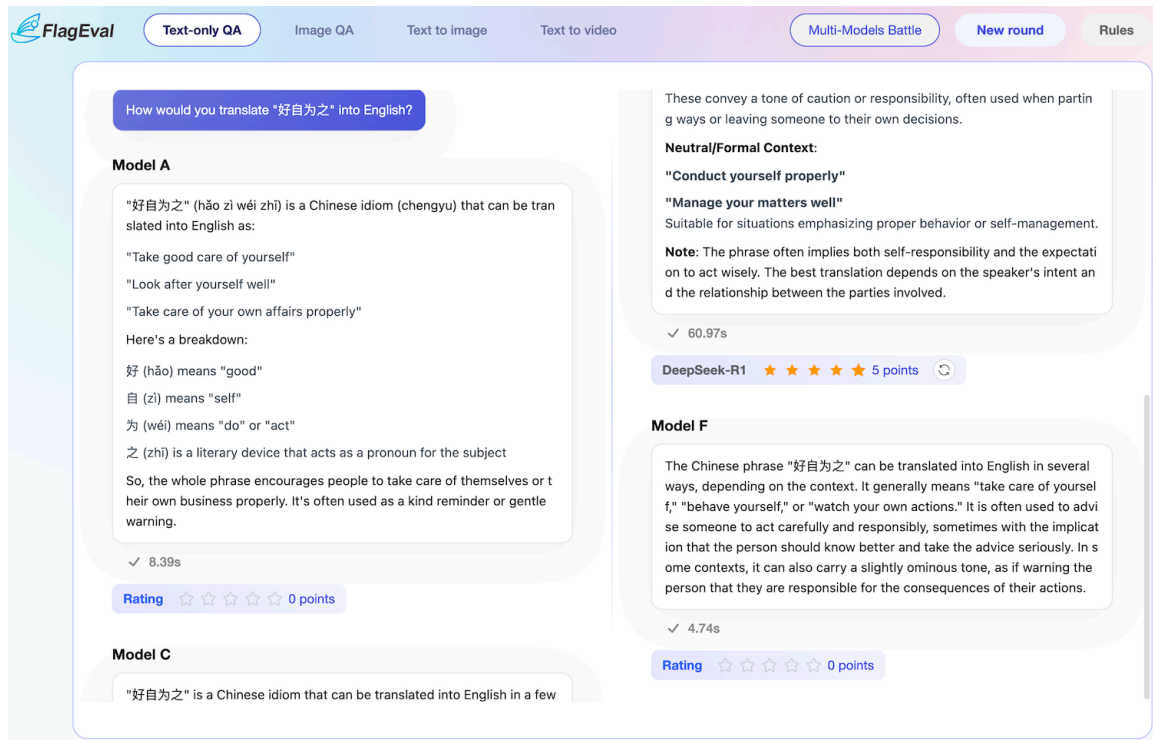 FlagEval
Text-only QA
Image QA
Text to image
Text to video
Multi-Models Battle
New round
Rules
How would you translate "好自为之" into English?
Model A
"好自为之" (hǎo zì wéi zhī) is a Chinese idiom (chengyu) that can be tran
slated into English as:
"Take good care of yourself"
"Look after yourself well"
"Take care of your own affairs properly"
Here's a breakdown:
好 (hǎo) means "good"
自 (zì) means "self"
为 (wéi) means "do" or "act"
之 (zhī) is a literary device that acts as a pronoun for the subject
So, the whole phrase encourages people to take care of themselves or t
heir own business properly. It's often used as a kind reminder or gentle
warning.
8.39s
Rating
0 points
Model C
"好自为之" is a Chinese idiom that can be translated into English in a few
These convey a tone of caution or responsibility, often used when partin
g ways or leaving someone to their own decisions.
Neutral/Formal Context:
"Conduct yourself properly"
"Manage your matters well"
Suitable for situations emphasizing proper behavior or self-management.
Note: The phrase often implies both self-responsibility and the expectati
on to act wisely. The best translation depends on the speaker's intent an
d the relationship between the parties involved.
60.97s
DeepSeek-R1
5 points
Model F
The Chinese phrase "好自为之" can be translated into English in several
ways, depending on the context. It generally means "take care of yoursel
f," "behave yourself," or "watch your own actions." It is often used to advi
se someone to act carefully and responsibly, sometimes with the implicat
ion that the person should know better and take the advice seriously. In s
ome contexts, it can also carry a slightly ominous tone, as if warning the
person that they are responsible for the consequences of their actions.
4.74s
Rating
0 points